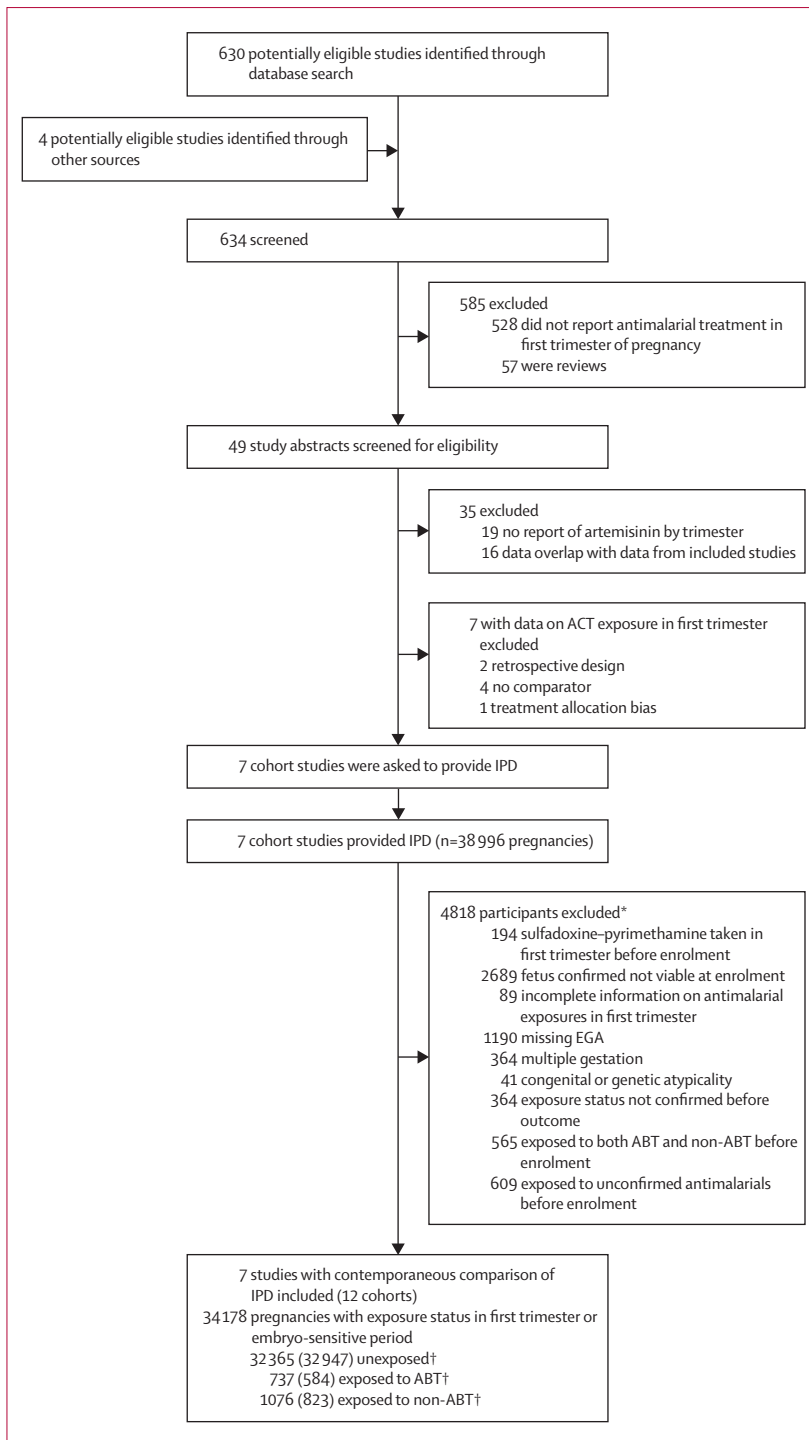 630 potentially eligible studies identified through
database search
4 potentially eligible studies identified through
other sources
634 screened
585 excluded
528 did not report antimalarial treatment in
first trimester of pregnancy
57 were reviews
49 study abstracts screened for eligibility
35 excluded
19 no report of artemisinin by trimester
16 data overlap with data from included studies
7 with data on ACT exposure in first trimester
excluded
2 retrospective design
4 no comparator
1 treatment allocation bias
7 cohort studies were asked to provide IPD
7 cohort studies provided IPD (n=38 996 pregnancies)
4818 participants excluded*
194 sulfadoxine–pyrimethamine taken in
first trimester before enrolment
2689 fetus confirmed not viable at enrolment
89 incomplete information on antimalarial
exposures in first trimester
1190 missing EGA
364 multiple gestation
41 congenital or genetic atypicality
364 exposure status not confirmed before
outcome
565 exposed to both ABT and non-ABT before
enrolment
609 exposed to unconfirmed antimalarials
before enrolment
7 studies with contemporaneous comparison of
IPD included (12 cohorts)
34 178 pregnancies with exposure status in first trimester or
embryo-sensitive period
32 365 (32 947) unexposed†
737 (584) exposed to ABT†
1076 (823) exposed to non-ABT†